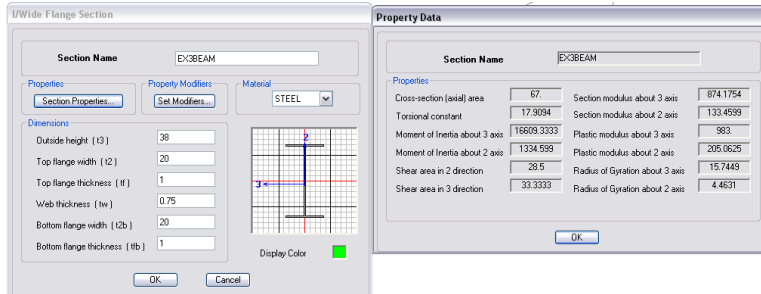 I/Wide Flange Section
Section Name EX3BEAM
Properties Property Modifiers Material
Section Properties... Set Modifiers... STEEL
Dimensions
Outside height ( t3 ) 38
Top flange width ( t2 ) 20
Top flange thickness ( tf ) 1
Web thickness ( tw ) 0.75
Bottom flange width ( t2b ) 20
Bottom flange thickness ( tfb ) 1
2
3
Display Color
OK Cancel
Property Data
Section Name EX3BEAM
Properties
Cross-section (axial) area 67. Section modulus about 3 axis 874.1754
Torsional constant 17.9094 Section modulus about 2 axis 133.4599
Moment of Inertia about 3 axis 16609.3333 Plastic modulus about 3 axis 983.
Moment of Inertia about 2 axis 1334.599 Plastic modulus about 2 axis 205.0625
Shear area in 2 direction 28.5 Radius of Gyration about 3 axis 15.7449
Shear area in 3 direction 33.3333 Radius of Gyration about 2 axis 4.4631
OK